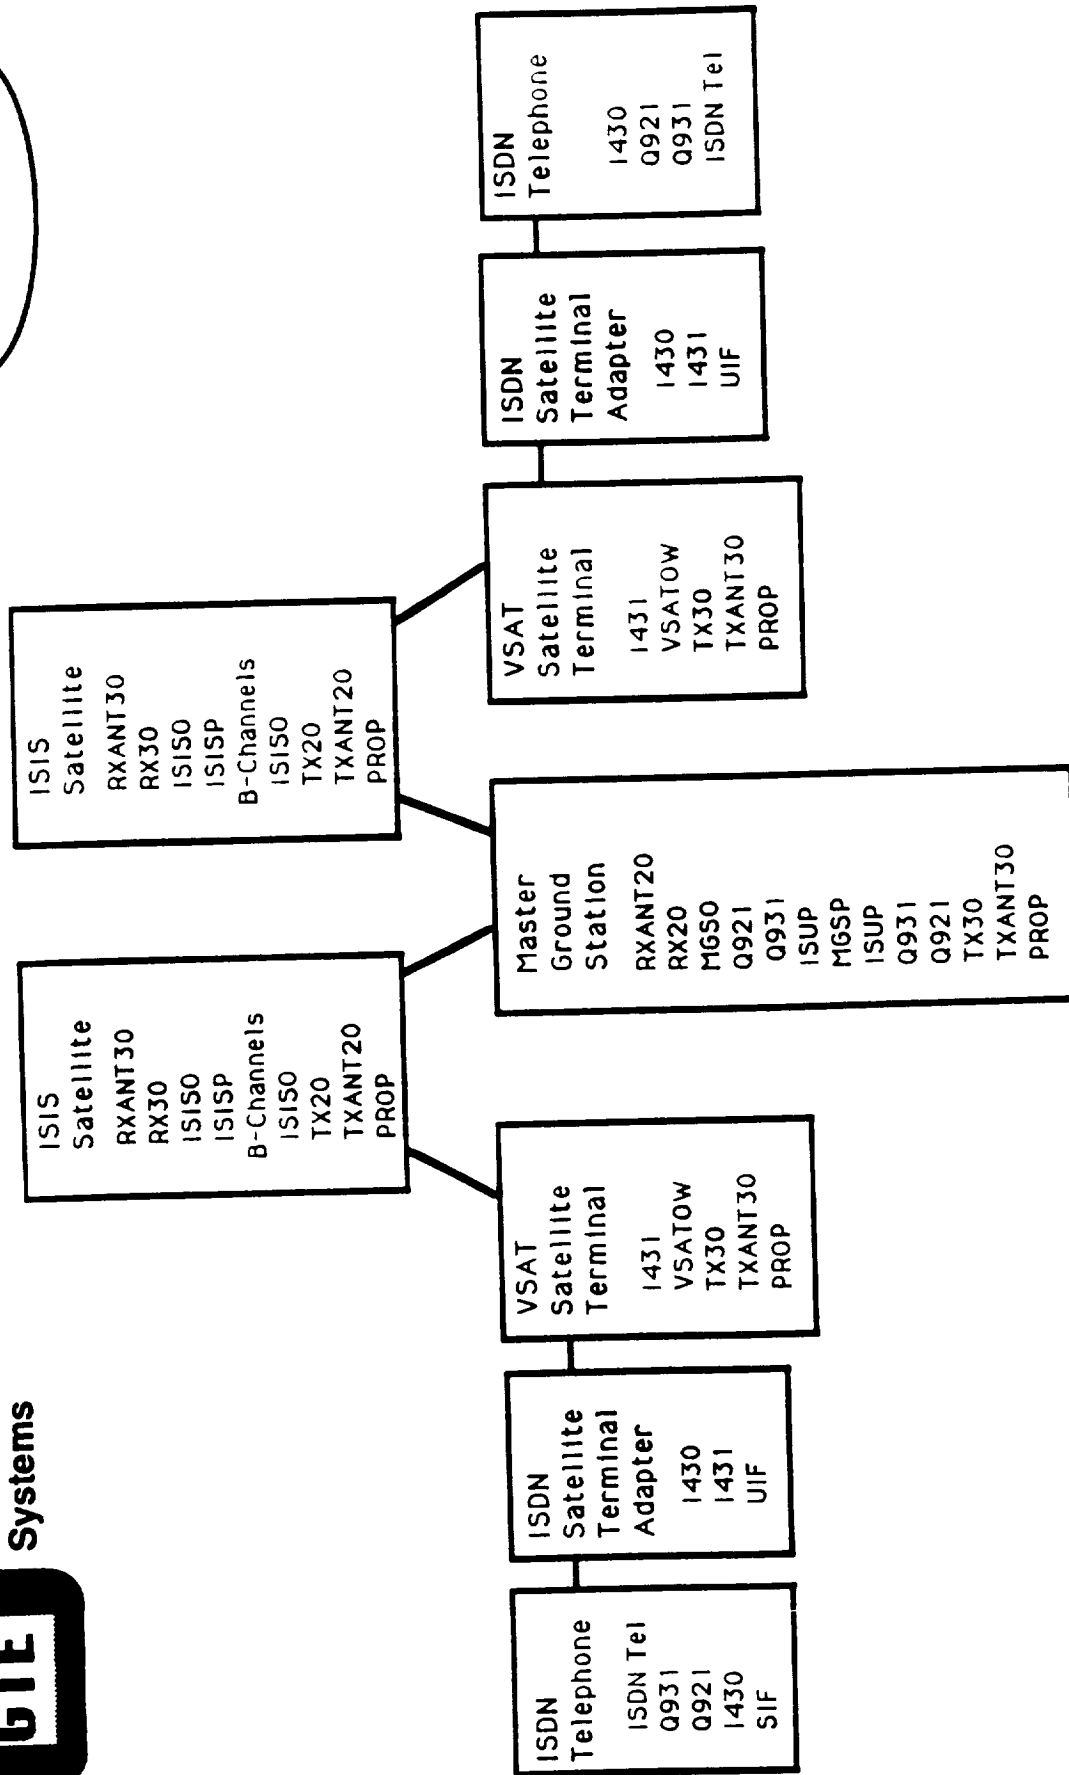 GTE
Systems
ISIS
Satellite
RXANT30
RX30
ISISO
ISISP
B-Channels
ISISO
TX20
TXANT20
PROP
ISIS
Satellite
RXANT30
RX30
ISISO
ISISP
B-Channels
ISISO
TX20
TXANT20
PROP
ISDN
Telephone
ISDN Tel
Q931
Q921
I430
SIF
ISDN
Satellite
Terminal
Adapter
I430
I431
UIF
VSAT
Satellite
Terminal
I431
VSATOW
TX30
TXANT30
PROP
Master
Ground
Station
RXANT20
RX20
MGSO
Q921
Q931
ISUP
MGSP
ISUP
Q931
Q921
TX30
TXANT30
PROP
VSAT
Satellite
Terminal
I431
VSATOW
TX30
TXANT30
PROP
ISDN
Satellite
Terminal
Adapter
I430
I431
UIF
ISDN
Telephone
I430
Q921
Q931
ISDN Tel